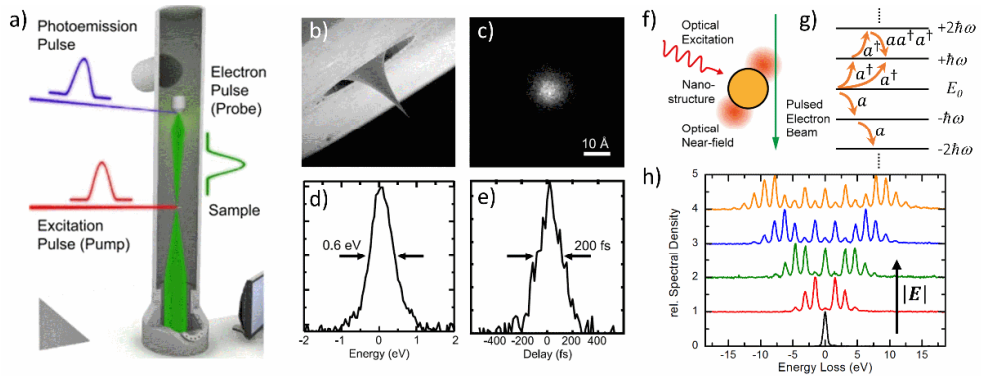 a)
Photoemission
Pulse
Electron
Pulse
(Probe)
Sample
Excitation
Pulse (Pump)
b)
c)
10 Å
d)
0.6 eV
-2 -1 0 1 2
Energy (eV)
e)
200 fs
-400 -200 0 200 400
Delay (fs)
f)
Optical
Excitation
Nano-
structure
Optical
Near-field
Pulsed
Electron
Beam
g)
+2ħω
a† aa†a†
+ħω
a† a†
E₀
a
-ħω
a
-2ħω
h)
rel. Spectral Density
5
4
3
2
1
0
|E|
-15 -10 -5 0 5 10 15
Energy Loss (eV)